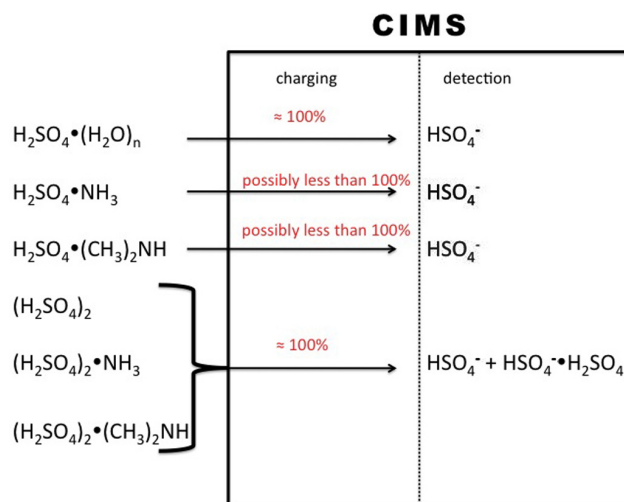 CIMS
charging detection
≈ 100%
H₂SO₄•(H₂O)ₙ HSO₄⁻
possibly less than 100%
H₂SO₄•NH₃ HSO₄⁻
possibly less than 100%
H₂SO₄•(CH₃)₂NH HSO₄⁻
(H₂SO₄)₂
≈ 100%
(H₂SO₄)₂•NH₃ HSO₄⁻ + HSO₄⁻•H₂SO₄
(H₂SO₄)₂•(CH₃)₂NH